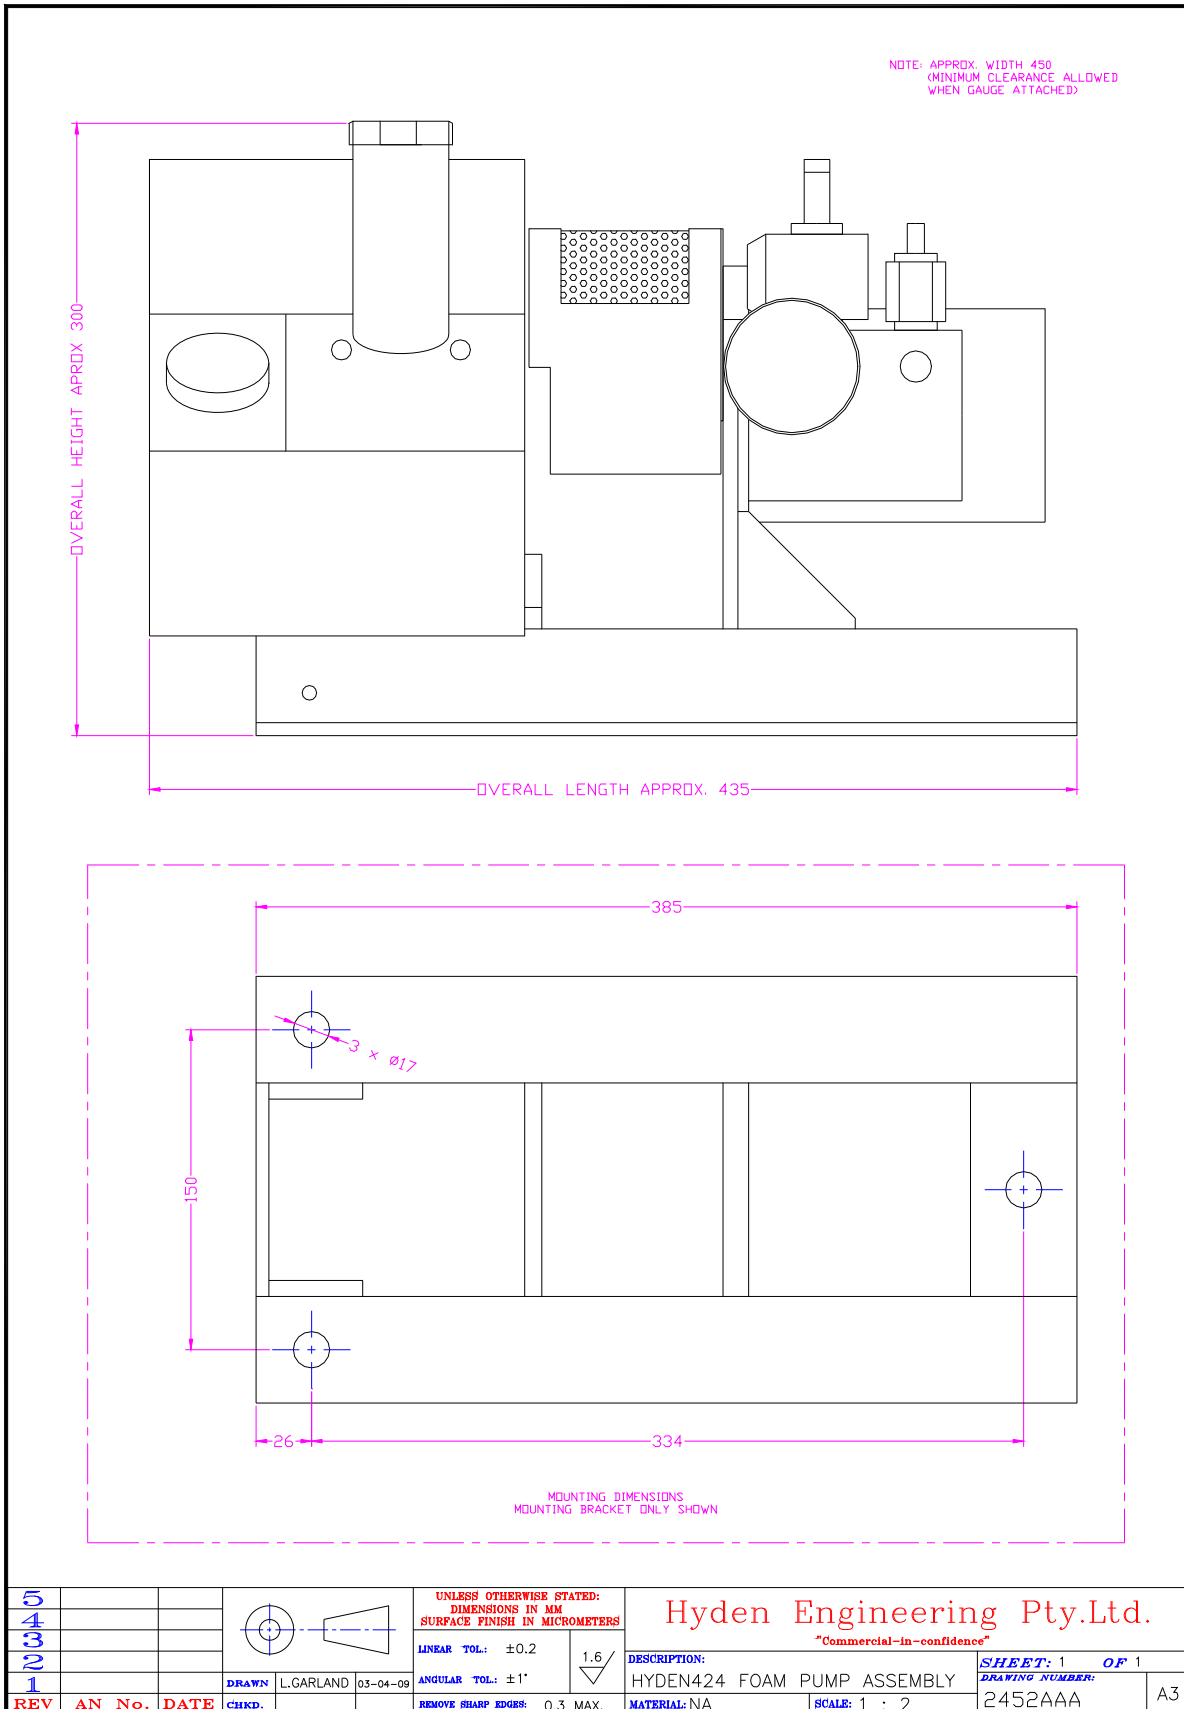 NOTE: APPROX. WIDTH 450
(MINIMUM CLEARANCE ALLOWED
WHEN GAUGE ATTACHED)
OVERALL HEIGHT APROX 300
OVERALL LENGTH APPROX. 435
385
3 x Ø17
150
26
334
MOUNTING DIMENSIONS
MOUNTING BRACKET ONLY SHOWN
5
4
3
2
1
REV AN No. DATE
DRAWN L.GARLAND 03-04-09
CHKD.
UNLESS OTHERWISE STATED:
DIMENSIONS IN MM
SURFACE FINISH IN MICROMETERS
LINEAR TOL.: ±0.2
ANGULAR TOL.: ±1°
1.6
REMOVE SHARP EDGES: 0.3 MAX.
Hyden Engineering Pty.Ltd.
"Commercial-in-confidence"
DESCRIPTION:
HYDEN424 FOAM PUMP ASSEMBLY
MATERIAL: NA
SCALE: 1 : 2
SHEET: 1 OF 1
DRAWING NUMBER:
2452AAA
A3